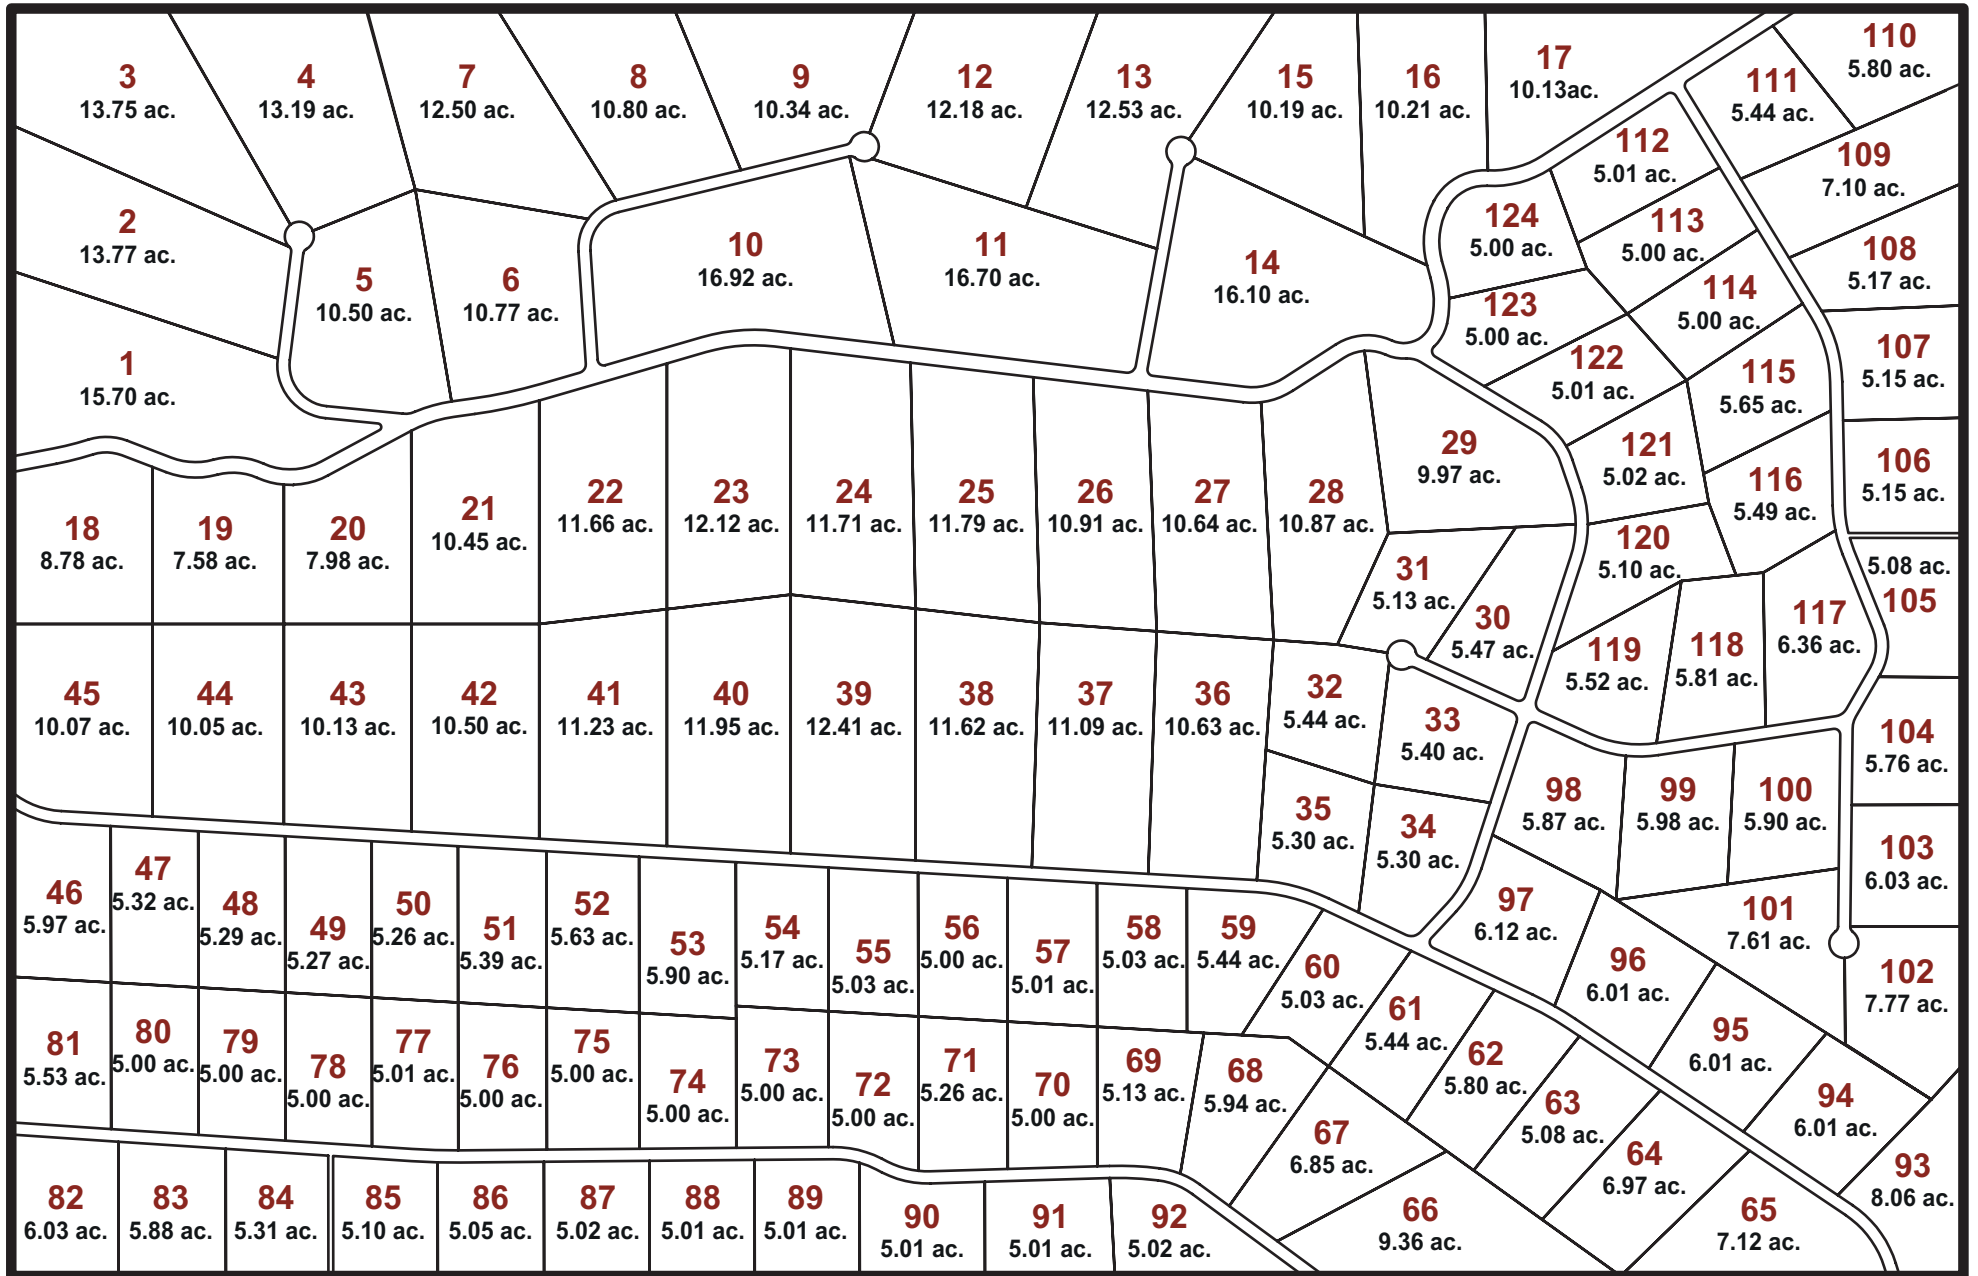 3
13.75 ac.
4
13.19 ac.
7
12.50 ac.
8
10.80 ac.
9
10.34 ac.
12
12.18 ac.
13
12.53 ac.
15
10.19 ac.
16
10.21 ac.
17
10.13ac.
111
5.44 ac.
110
5.80 ac.
112
5.01 ac.
109
7.10 ac.
2
13.77 ac.
5
10.50 ac.
6
10.77 ac.
10
16.92 ac.
11
16.70 ac.
14
16.10 ac.
124
5.00 ac.
113
5.00 ac.
108
5.17 ac.
123
5.00 ac.
114
5.00 ac.
1
15.70 ac.
122
5.01 ac.
115
5.65 ac.
107
5.15 ac.
29
9.97 ac.
121
5.02 ac.
116
5.49 ac.
106
5.15 ac.
18
8.78 ac.
19
7.58 ac.
20
7.98 ac.
21
10.45 ac.
22
11.66 ac.
23
12.12 ac.
24
11.71 ac.
25
11.79 ac.
26
10.91 ac.
27
10.64 ac.
28
10.87 ac.
31
5.13 ac.
30
5.47 ac.
120
5.10 ac.
5.08 ac.
105
119
5.52 ac.
118
5.81 ac.
117
6.36 ac.
45
10.07 ac.
44
10.05 ac.
43
10.13 ac.
42
10.50 ac.
41
11.23 ac.
40
11.95 ac.
39
12.41 ac.
38
11.62 ac.
37
11.09 ac.
36
10.63 ac.
32
5.44 ac.
33
5.40 ac.
104
5.76 ac.
35
5.30 ac.
34
5.30 ac.
98
5.87 ac.
99
5.98 ac.
100
5.90 ac.
103
6.03 ac.
46
5.97 ac.
47
5.32 ac.
48
5.29 ac.
49
5.27 ac.
50
5.26 ac.
51
5.39 ac.
52
5.63 ac.
53
5.90 ac.
54
5.17 ac.
55
5.03 ac.
56
5.00 ac.
57
5.01 ac.
58
5.03 ac.
59
5.44 ac.
60
5.03 ac.
97
6.12 ac.
96
6.01 ac.
101
7.61 ac.
102
7.77 ac.
81
5.53 ac.
80
5.00 ac.
79
5.00 ac.
78
5.00 ac.
77
5.01 ac.
76
5.00 ac.
75
5.00 ac.
74
5.00 ac.
73
5.00 ac.
72
5.00 ac.
71
5.26 ac.
70
5.00 ac.
69
5.13 ac.
68
5.94 ac.
61
5.44 ac.
62
5.80 ac.
63
5.08 ac.
95
6.01 ac.
94
6.01 ac.
67
6.85 ac.
64
6.97 ac.
93
8.06 ac.
82
6.03 ac.
83
5.88 ac.
84
5.31 ac.
85
5.10 ac.
86
5.05 ac.
87
5.02 ac.
88
5.01 ac.
89
5.01 ac.
90
5.01 ac.
91
5.01 ac.
92
5.02 ac.
66
9.36 ac.
65
7.12 ac.